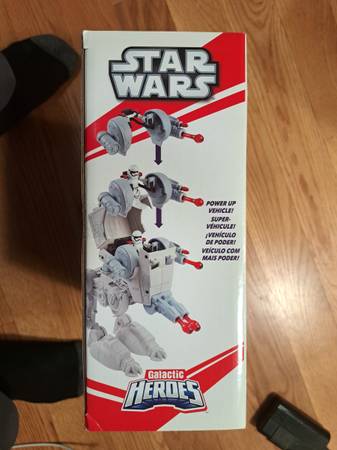 STAR
WARS
POWER UP
VEHICLE!
SUPER-
VÉHICULE!
¡VEHÍCULO
DE PODER!
VEÍCULO COM
MAIS PODER!
Galactic
HEROES